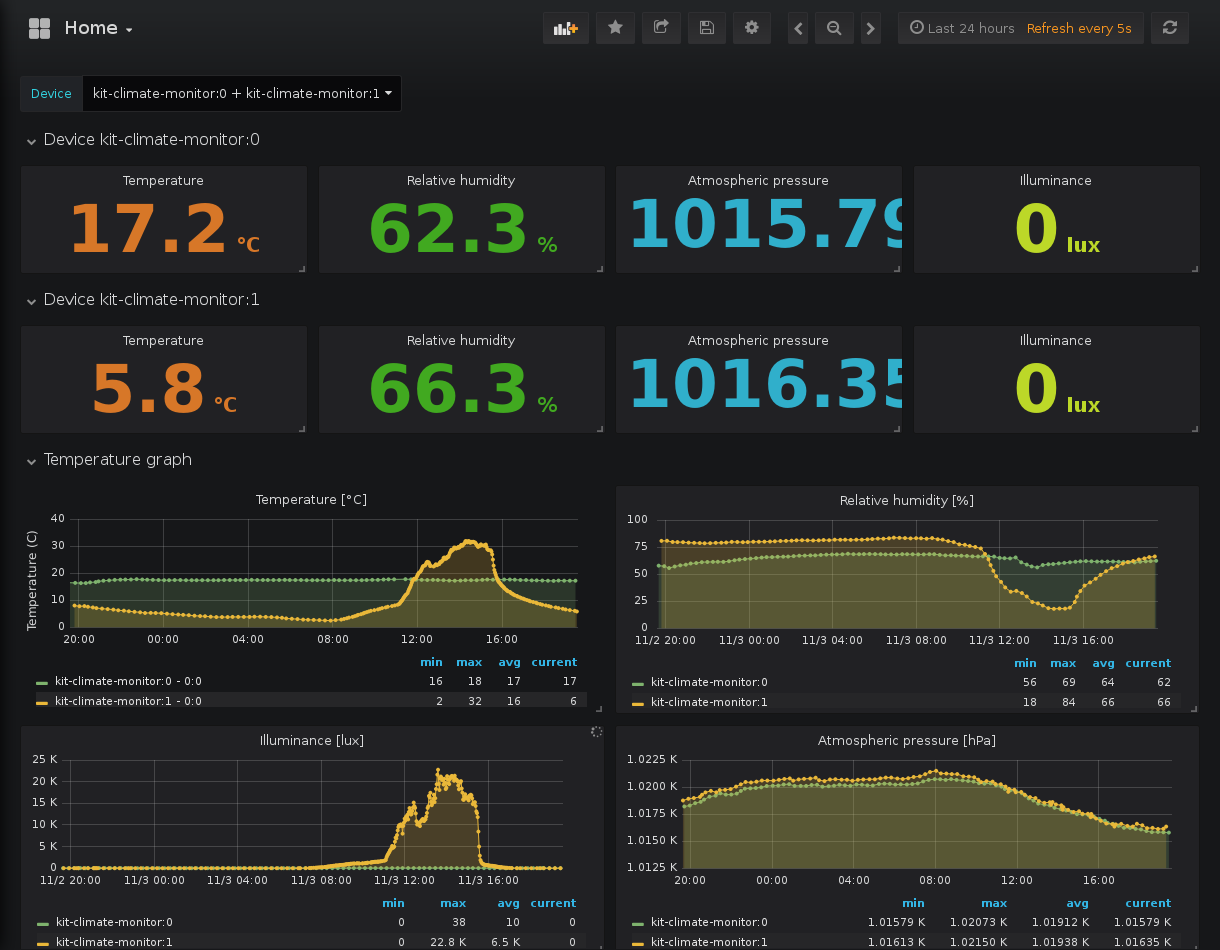 Home
Last 24 hours Refresh every 5s
Device kit-climate-monitor:0 + kit-climate-monitor:1
Device kit-climate-monitor:0
Temperature Relative humidity Atmospheric pressure Illuminance
17.2 °C 62.3 % 1015.79 0 lux
Device kit-climate-monitor:1
Temperature Relative humidity Atmospheric pressure Illuminance
5.8 °C 66.3 % 1016.35 0 lux
Temperature graph
Temperature [°C]
Temperature (C)
40
30
20
10
0
20:00 00:00 04:00 08:00 12:00 16:00
min max avg current
kit-climate-monitor:0 - 0:0 16 18 17 17
kit-climate-monitor:1 - 0:0 2 32 16 6
Relative humidity [%]
100
75
50
25
0
11/2 20:00 11/3 00:00 11/3 04:00 11/3 08:00 11/3 12:00 11/3 16:00
min max avg current
kit-climate-monitor:0 56 69 64 62
kit-climate-monitor:1 18 84 66 66
Illuminance [lux]
25 K
20 K
15 K
10 K
5 K
0
11/2 20:00 11/3 00:00 11/3 04:00 11/3 08:00 11/3 12:00 11/3 16:00
min max avg current
kit-climate-monitor:0 0 38 10 0
kit-climate-monitor:1 0 22.8 K 6.5 K 0
Atmospheric pressure [hPa]
1.0225 K
1.0200 K
1.0175 K
1.0150 K
1.0125 K
20:00 00:00 04:00 08:00 12:00 16:00
min max avg current
kit-climate-monitor:0 1.01579 K 1.02073 K 1.01912 K 1.01579 K
kit-climate-monitor:1 1.01613 K 1.02150 K 1.01938 K 1.01635 K